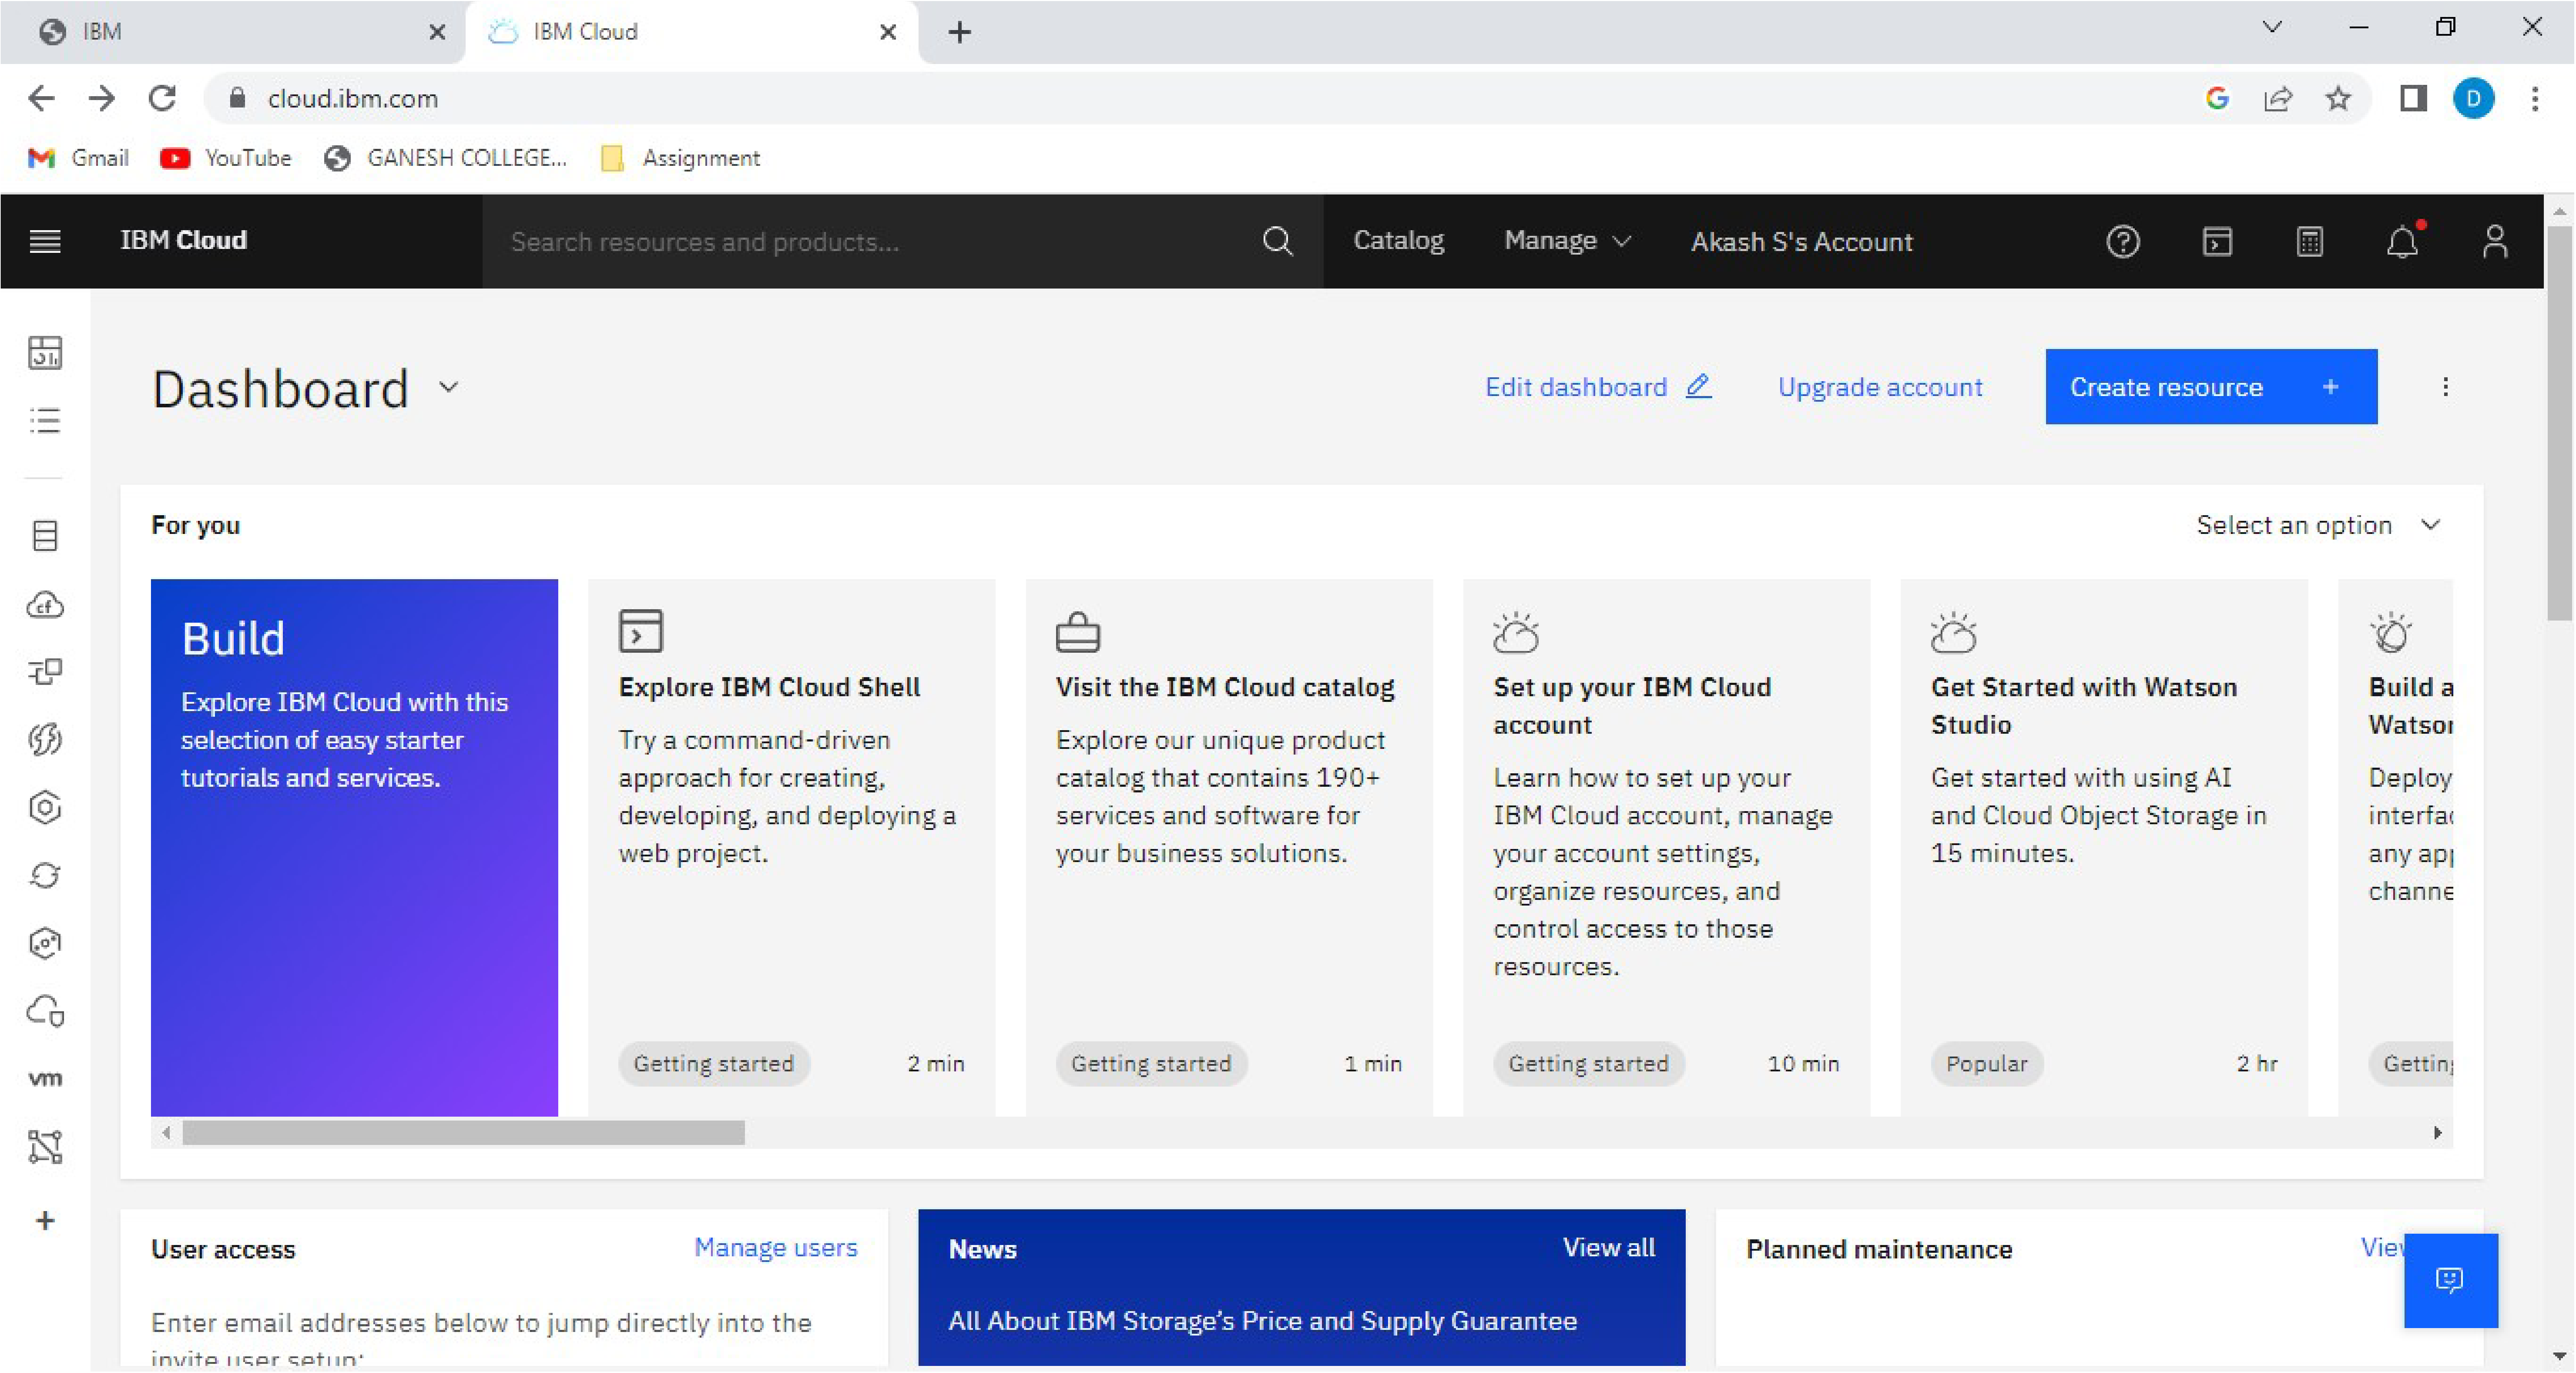 IBM
IBM Cloud
cloud.ibm.com
G
D
Gmail
YouTube
GANESH COLLEGE...
Assignment
IBM Cloud
Search resources and products...
Catalog
Manage
Akash S's Account
Dashboard
Edit dashboard
Upgrade account
Create resource +
For you
Select an option
Build
Explore IBM Cloud with this
selection of easy starter
tutorials and services.
Explore IBM Cloud Shell
Try a command-driven
approach for creating,
developing, and deploying a
web project.
Getting started
2 min
Visit the IBM Cloud catalog
Explore our unique product
catalog that contains 190+
services and software for
your business solutions.
Getting started
1 min
Set up your IBM Cloud
account
Learn how to set up your
IBM Cloud account, manage
your account settings,
organize resources, and
control access to those
resources.
Getting started
10 min
Get Started with Watson
Studio
Get started with using AI
and Cloud Object Storage in
15 minutes.
Popular
2 hr
Build
Deploy
any
cf
vm
User access
Manage users
Enter email addresses below to jump directly into the
invite user setup:
News
View all
All About IBM Storage's Price and Supply Guarantee
Planned maintenance